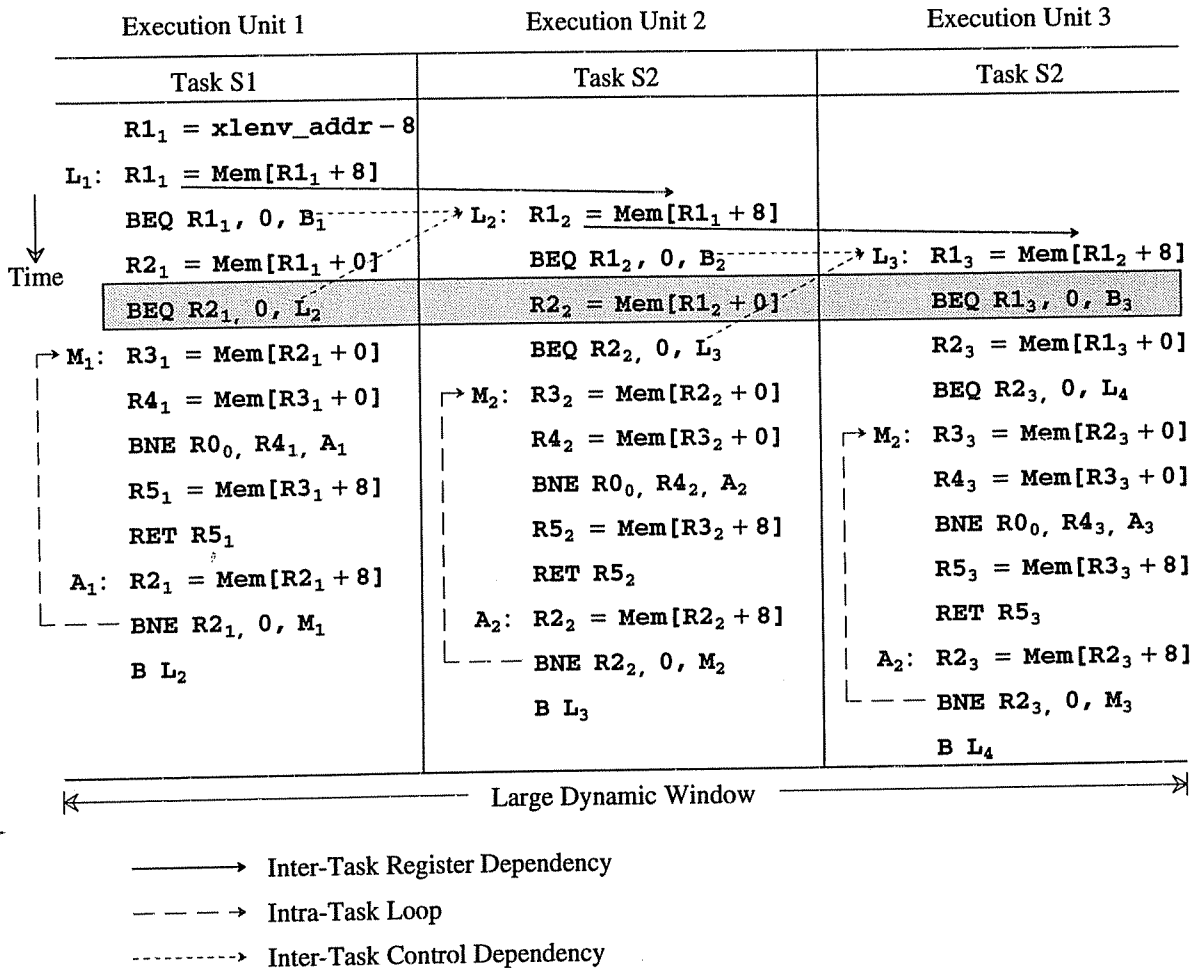 Execution Unit 1
Execution Unit 2
Execution Unit 3
Task S1
Task S2
Task S2
R1₁ = xlenv_addr - 8
L₁: R1₁ = Mem[R1₁ + 8]
BEQ R1₁, 0, B₁
R2₁ = Mem[R1₁ + 0]
BEQ R2₁, 0, L₂
M₁: R3₁ = Mem[R2₁ + 0]
R4₁ = Mem[R3₁ + 0]
BNE R0₀, R4₁, A₁
R5₁ = Mem[R3₁ + 8]
RET R5₁
A₁: R2₁ = Mem[R2₁ + 8]
BNE R2₁, 0, M₁
B L₂
L₂: R1₂ = Mem[R1₁ + 8]
BEQ R1₂, 0, B₂
R2₂ = Mem[R1₂ + 0]
BEQ R2₂, 0, L₃
M₂: R3₂ = Mem[R2₂ + 0]
R4₂ = Mem[R3₂ + 0]
BNE R0₀, R4₂, A₂
R5₂ = Mem[R3₂ + 8]
RET R5₂
A₂: R2₂ = Mem[R2₂ + 8]
BNE R2₂, 0, M₂
B L₃
L₃: R1₃ = Mem[R1₂ + 8]
BEQ R1₃, 0, B₃
R2₃ = Mem[R1₃ + 0]
BEQ R2₃, 0, L₄
M₂: R3₃ = Mem[R2₃ + 0]
R4₃ = Mem[R3₃ + 0]
BNE R0₀, R4₃, A₃
R5₃ = Mem[R3₃ + 8]
RET R5₃
A₂: R2₃ = Mem[R2₃ + 8]
BNE R2₃, 0, M₃
B L₄
Time
Large Dynamic Window
Inter-Task Register Dependency
Intra-Task Loop
Inter-Task Control Dependency